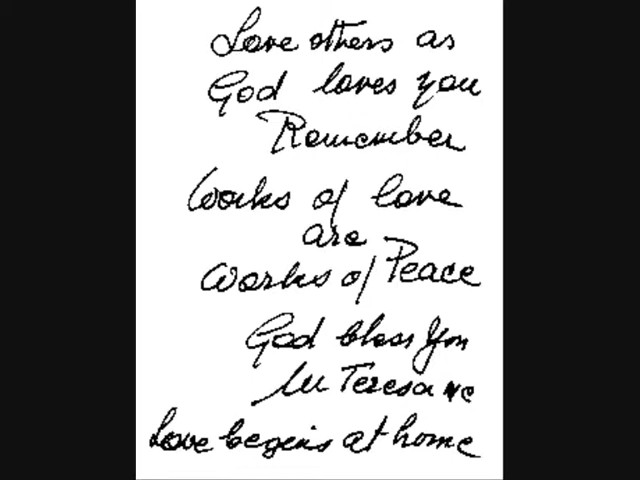 Love others as
God loves you
Remember
Works of love
are
Works of Peace
God bless you
M Teresa mc
Love begins at home